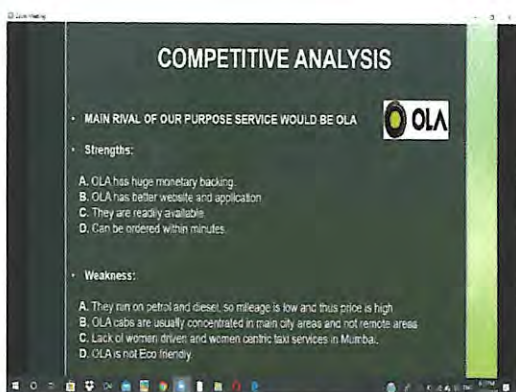 Zoom Meeting
COMPETITIVE ANALYSIS
• MAIN RIVAL OF OUR PURPOSE SERVICE WOULD BE OLA
OLA
• Strengths:
A. OLA has huge monetary backing.
B. OLA has better website and application
C. They are readily available
D. Can be ordered within minutes.
• Weakness:
A. They run on petrol and diesel, so mileage is low and thus price is high
B. OLA cabs are usually concentrated in main city areas and not remote areas
C. Lack of women driven and women centric taxi services in Mumbai.
D. OLA is not Eco friendly.